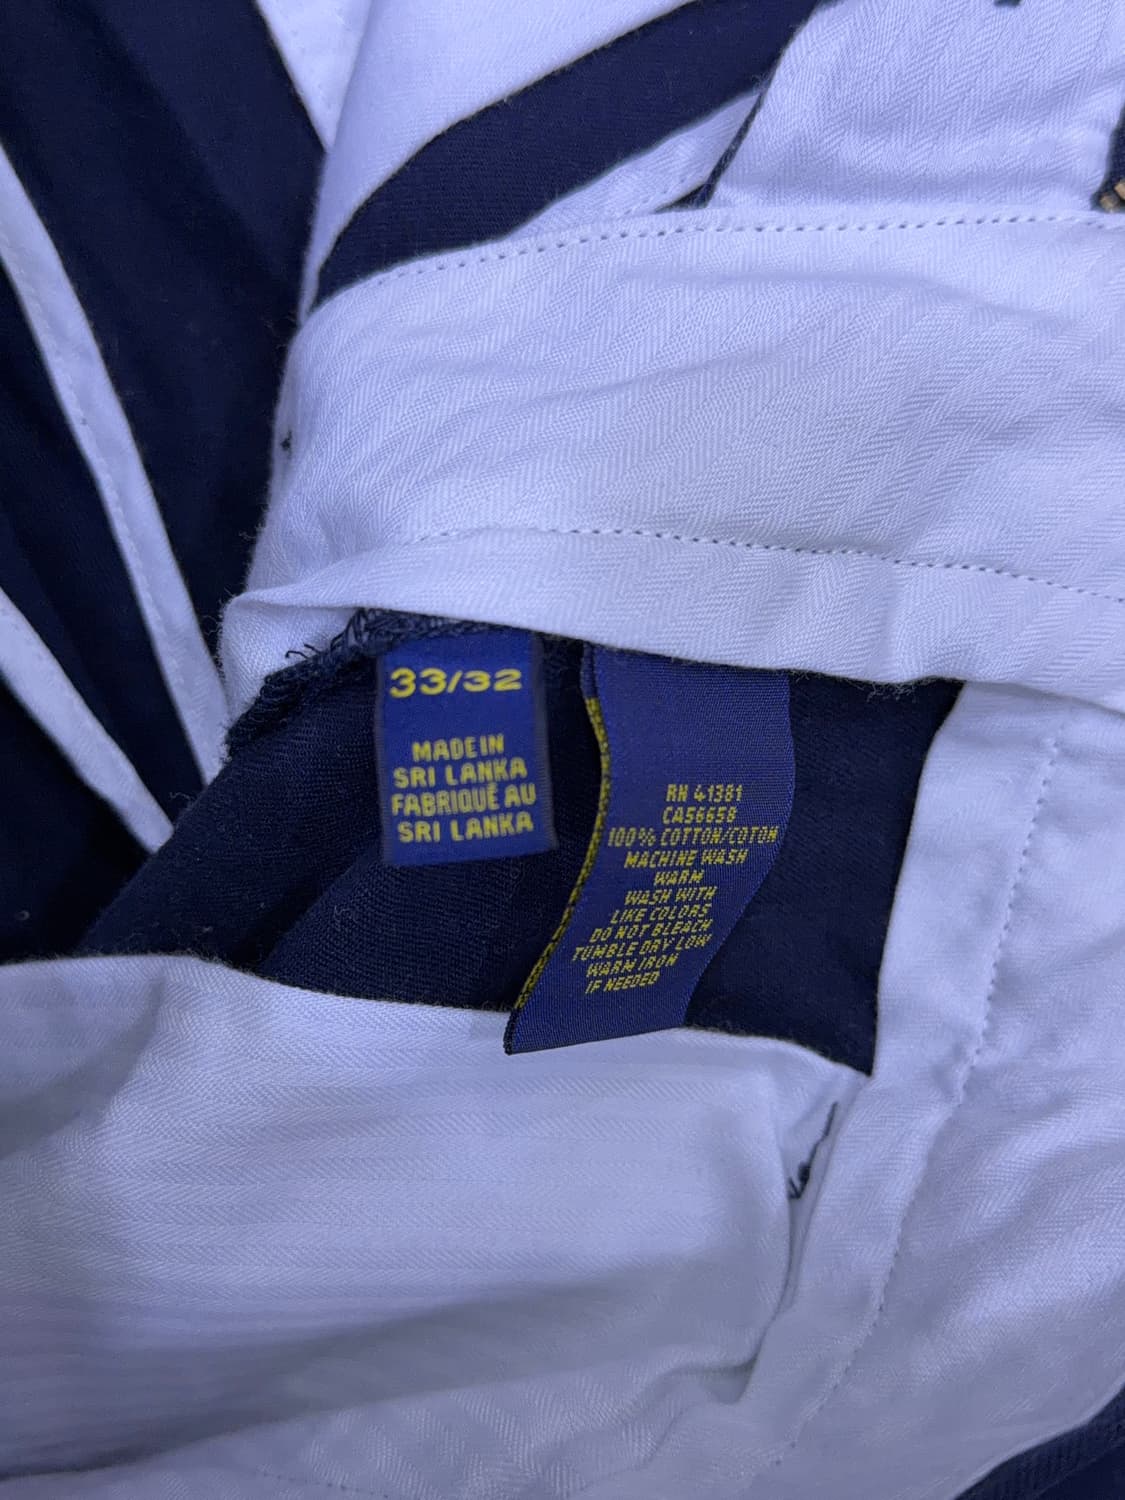 33/32
MADE IN
SRI LANKA
FABRIQUÉ AU
SRI LANKA
RN 41381
CA56658
100% COTTON/COTON
MACHINE WASH
WARM
WASH WITH
LIKE COLORS
DO NOT BLEACH
TUMBLE DRY LOW
WARM IRON
IF NEEDED